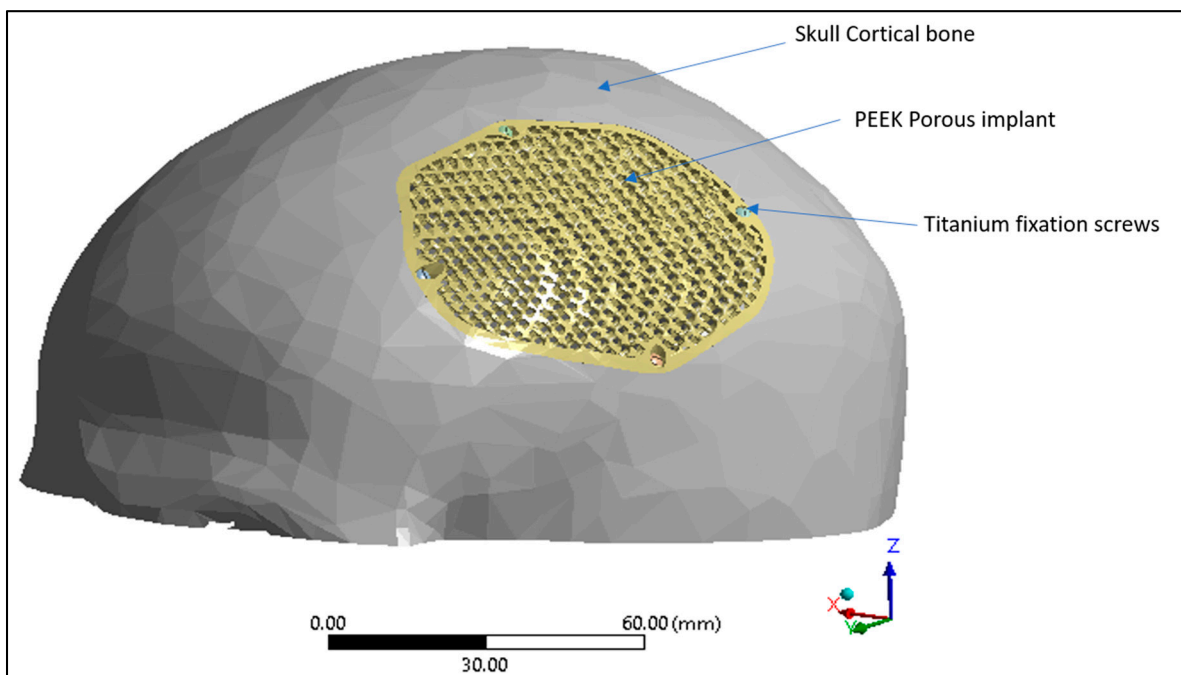 Skull Cortical bone
PEEK Porous implant
Titanium fixation screws
Z
X
Y
0.00 60.00 (mm)
30.00